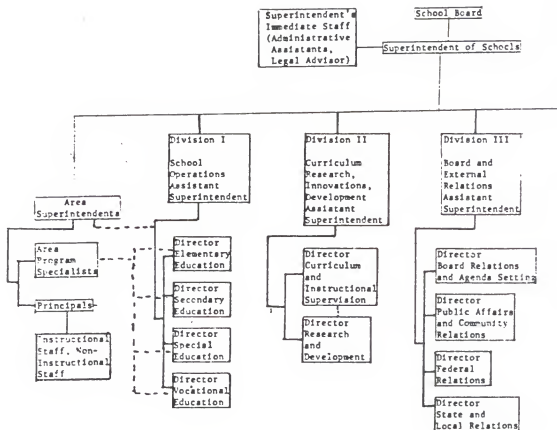 School Board
Superintendent's
Immediate Staff
(Administrative
Assistants,
Legal Advisor)
Superintendent of Schools
Division I
School
Operations
Assistant
Superintendent
Division II
Curriculum
Research,
Innovations,
Development
Assistant
Superintendent
Division III
Board and
External
Relations
Assistant
Superintendent
Area
Superintendents
Area
Program
Specialists
Principals
Instructional
Staff, Non-
Instructional
Staff
Director
Elementary
Education
Director
Secondary
Education
Director
Special
Education
Director
Vocational
Education
Director
Curriculum
and
Instructional
Supervision
Director
Research
and
Development
Director
Board Relations
and Agenda Setting
Director
Public Affairs
and Community
Relations
Director
Federal
Relations
Director
State and
Local Relations